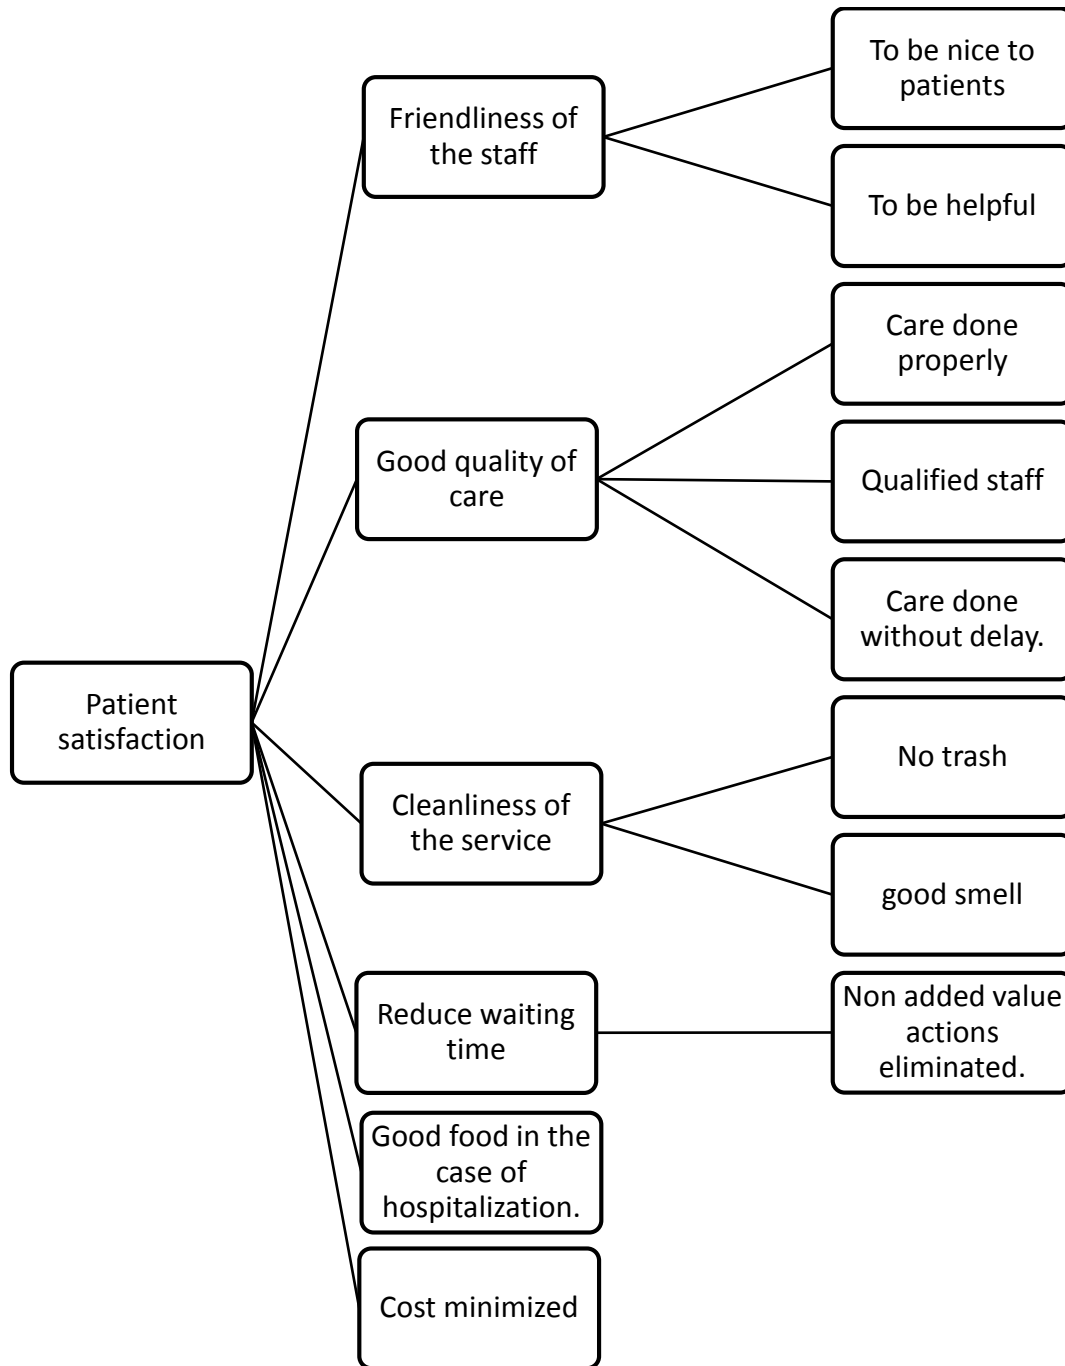 Patient
satisfaction
Friendliness of
the staff
To be nice to
patients
To be helpful
Good quality of
care
Care done
properly
Qualified staff
Care done
without delay.
Cleanliness of
the service
No trash
good smell
Reduce waiting
time
Non added value
actions
eliminated.
Good food in the
case of
hospitalization.
Cost minimized